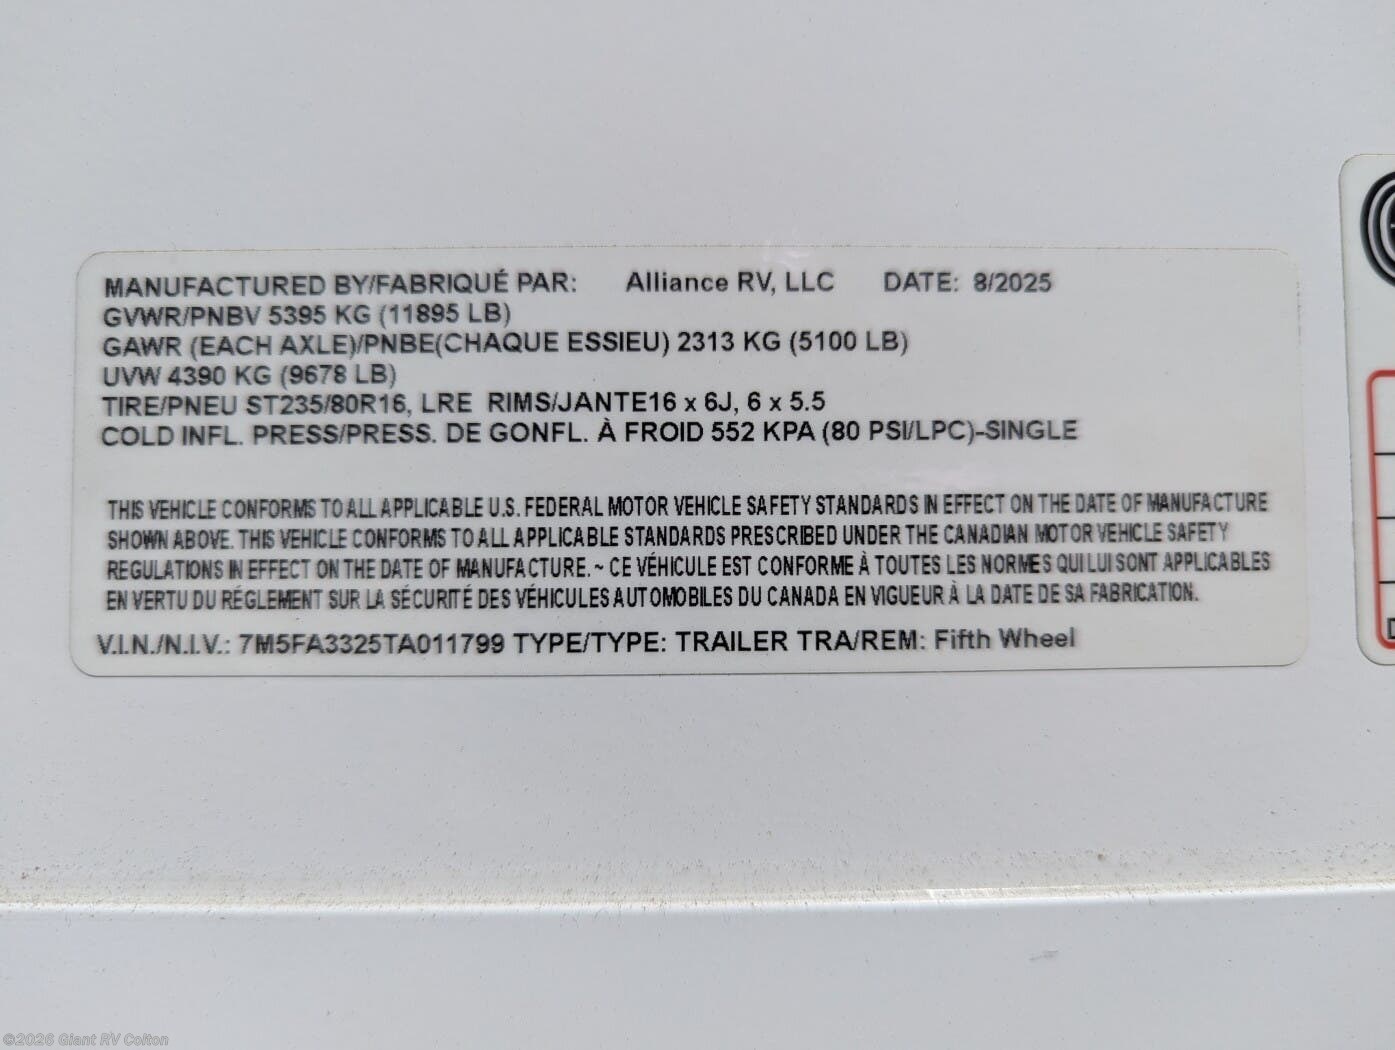 MANUFACTURED BY/FABRIQUÉ PAR: Alliance RV, LLC DATE: 8/2025
GVWR/PNBV 5395 KG (11895 LB)
GAWR (EACH AXLE)/PNBE(CHAQUE ESSIEU) 2313 KG (5100 LB)
UVW 4390 KG (9678 LB)
TIRE/PNEU ST235/80R16, LRE RIMS/JANTE16 x 6J, 6 x 5.5
COLD INFL. PRESS/PRESS. DE GONFL. À FROID 552 KPA (80 PSI/LPC)-SINGLE
THIS VEHICLE CONFORMS TO ALL APPLICABLE U.S. FEDERAL MOTOR VEHICLE SAFETY STANDARDS IN EFFECT ON THE DATE OF MANUFACTURE
SHOWN ABOVE. THIS VEHICLE CONFORMS TO ALL APPLICABLE STANDARDS PRESCRIBED UNDER THE CANADIAN MOTOR VEHICLE SAFETY
REGULATIONS IN EFFECT ON THE DATE OF MANUFACTURE. ~ CE VÉHICULE EST CONFORME À TOUTES LES NORMES QUI LUI SONT APPLICABLES
EN VERTU DU RÉGLEMENT SUR LA SÉCURITÉ DES VÉHICULES AUTOMOBILES DU CANADA EN VIGUEUR À LA DATE DE SA FABRICATION.
V.I.N./N.I.V.: 7M5FA3325TA011799 TYPE/TYPE: TRAILER TRA/REM: Fifth Wheel
©2026 Giant RV Colton